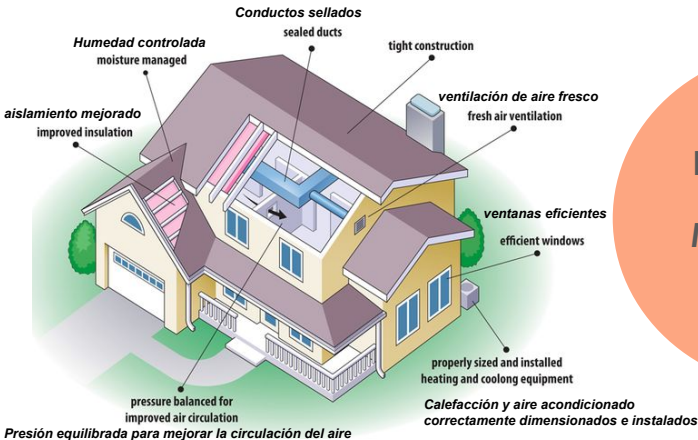 Conductos sellados
sealed ducts
Humedad controlada
moisture managed
tight construction
ventilación de aire fresco
fresh air ventilation
aislamiento mejorado
improved insulation
ventanas eficientes
efficient windows
properly sized and installed
heating and coolong equipment
Calefacción y aire acondicionado
correctamente dimensionados e instalados
pressure balanced for
improved air circulation
Presión equilibrada para mejorar la circulación del aire